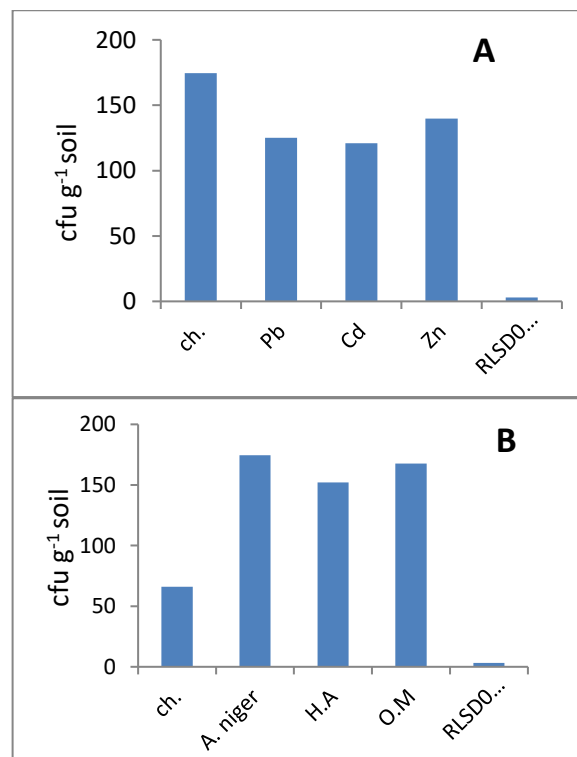 A
200
150
100
50
0
cfu g⁻¹ soil
ch. Pb Cd Zn RLSD0...
B
200
150
100
50
0
cfu g⁻¹ soil
ch. A. niger H.A O.M RLSD0...